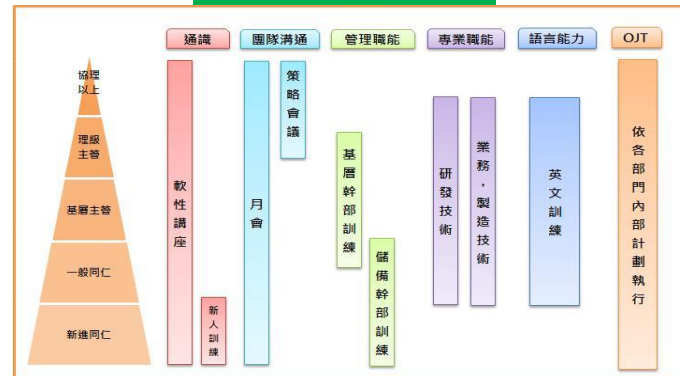 通識
團隊溝通
管理職能
專業職能
語言能力
OJT
協理
以上
理級
主管
基層主管
一般同仁
新進同仁
軟性講座
新人訓練
月會
策略會議
基層幹部訓練
儲備幹部訓練
研發技術
業務・製造技術
英文訓練
依各部門內部計劃執行